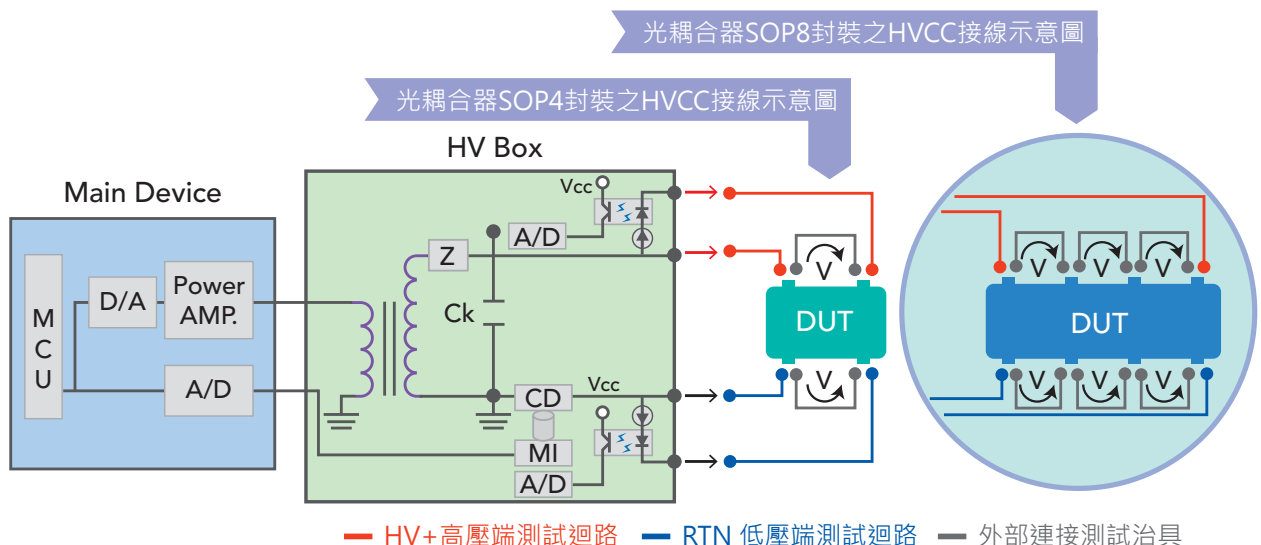 光耦合器SOP8封裝之HVCC接線示意圖
光耦合器SOP4封裝之HVCC接線示意圖
HV Box
Main Device
MCU
D/A
Power
AMP.
A/D
Z
Ck
A/D
Vcc
CD
Vcc
MI
A/D
V
DUT
V
V
V
V
DUT
V
V
V
HV+高壓端測試迴路
RTN 低壓端測試迴路
外部連接測試治具